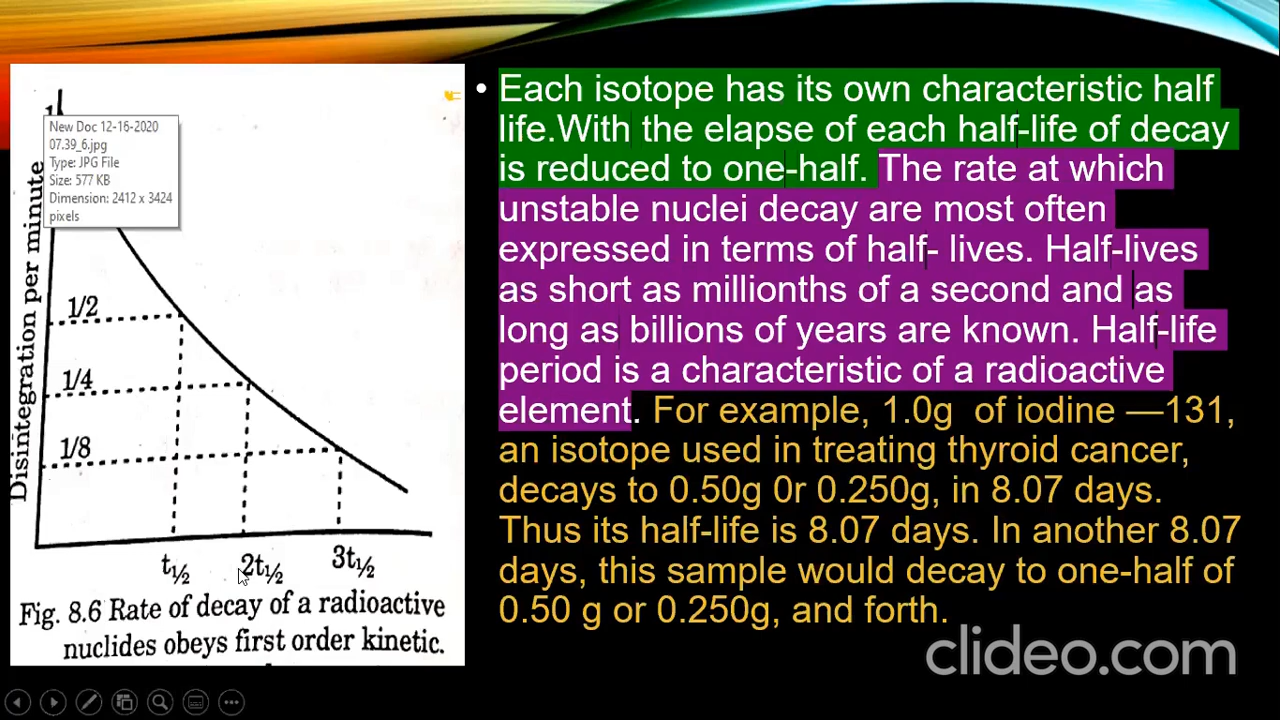 New Doc 12-16-2020
07.39_6.jpg
Type: JPG File
Size: 577 KB
Dimension: 2412 x 3424
pixels
Disintegration per minute
1/2
1/4
1/8
t½
2t½
3t½
Fig. 8.6 Rate of decay of a radioactive
nuclides obeys first order kinetic.
• Each isotope has its own characteristic half
life.With the elapse of each half-life of decay
is reduced to one-half. The rate at which
unstable nuclei decay are most often
expressed in terms of half- lives. Half-lives
as short as millionths of a second and as
long as billions of years are known. Half-life
period is a characteristic of a radioactive
element. For example, 1.0g of iodine —131,
an isotope used in treating thyroid cancer,
decays to 0.50g 0r 0.250g, in 8.07 days.
Thus its half-life is 8.07 days. In another 8.07
days, this sample would decay to one-half of
0.50 g or 0.250g, and forth.
clideo.com